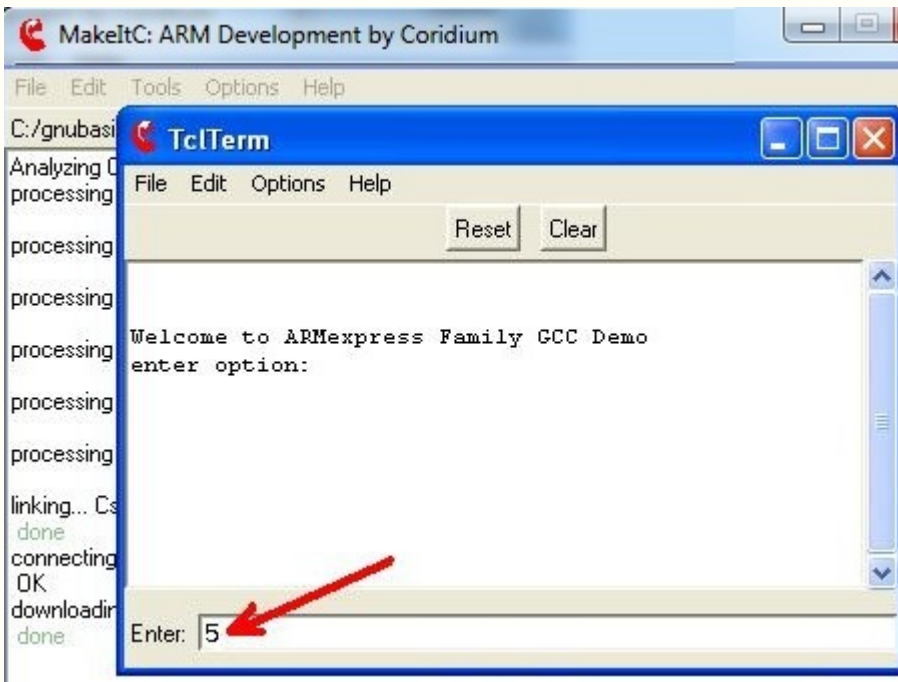 MakeItC: ARM Development by Coridium
File Edit Tools Options Help
C:/gnubasi
TclTerm
Analyzing
processing
File Edit Options Help
Reset Clear
processing
processing
Welcome to ARMexpress Family GCC Demo
processing
enter option:
processing
processing
linking... Cs
done
connecting
OK
downloadin
done
Enter: 5